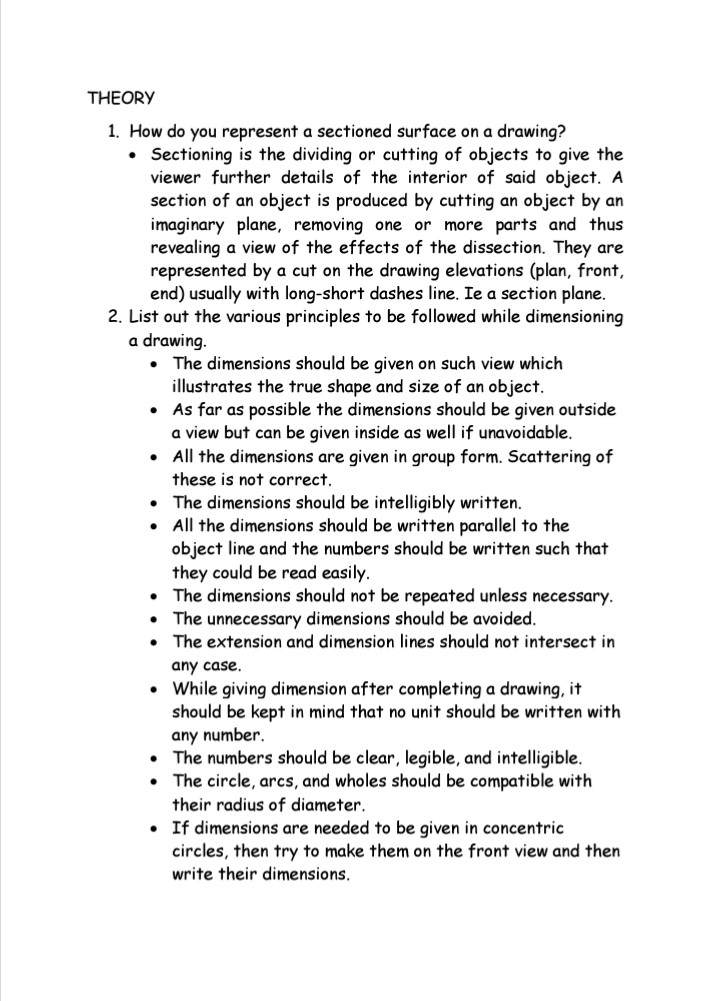 THEORY
1. How do you represent a sectioned surface on a drawing?
• Sectioning is the dividing or cutting of objects to give the
viewer further details of the interior of said object. A
section of an object is produced by cutting an object by an
imaginary plane, removing one or more parts and thus
revealing a view of the effects of the dissection. They are
represented by a cut on the drawing elevations (plan, front,
end) usually with long-short dashes line. Ie a section plane.
2. List out the various principles to be followed while dimensioning
a drawing.
• The dimensions should be given on such view which
illustrates the true shape and size of an object.
• As far as possible the dimensions should be given outside
a view but can be given inside as well if unavoidable.
• All the dimensions are given in group form. Scattering of
these is not correct.
• The dimensions should be intelligibly written.
• All the dimensions should be written parallel to the
object line and the numbers should be written such that
they could be read easily.
• The dimensions should not be repeated unless necessary.
• The unnecessary dimensions should be avoided.
• The extension and dimension lines should not intersect in
any case.
• While giving dimension after completing a drawing, it
should be kept in mind that no unit should be written with
any number.
• The numbers should be clear, legible, and intelligible.
• The circle, arcs, and wholes should be compatible with
their radius of diameter.
• If dimensions are needed to be given in concentric
circles, then try to make them on the front view and then
write their dimensions.